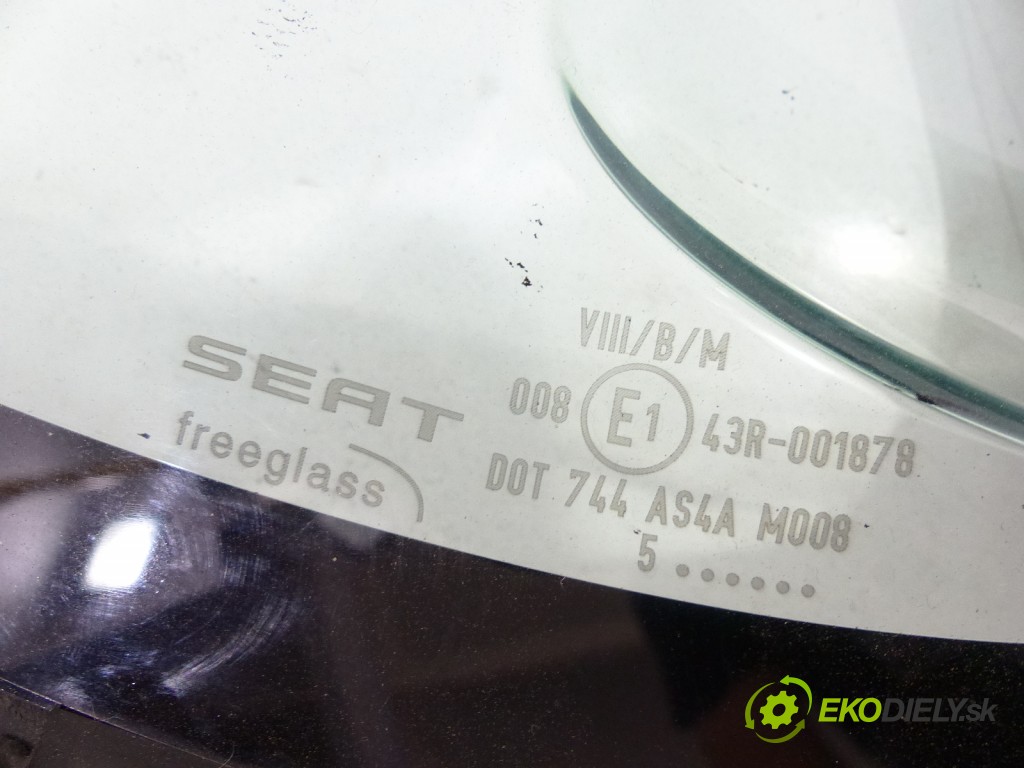 SEAT
freeglass
VIII/B/M
008 E1 43R-001878
DOT 744 AS4A M008
5 ......
EKODIELY.sk